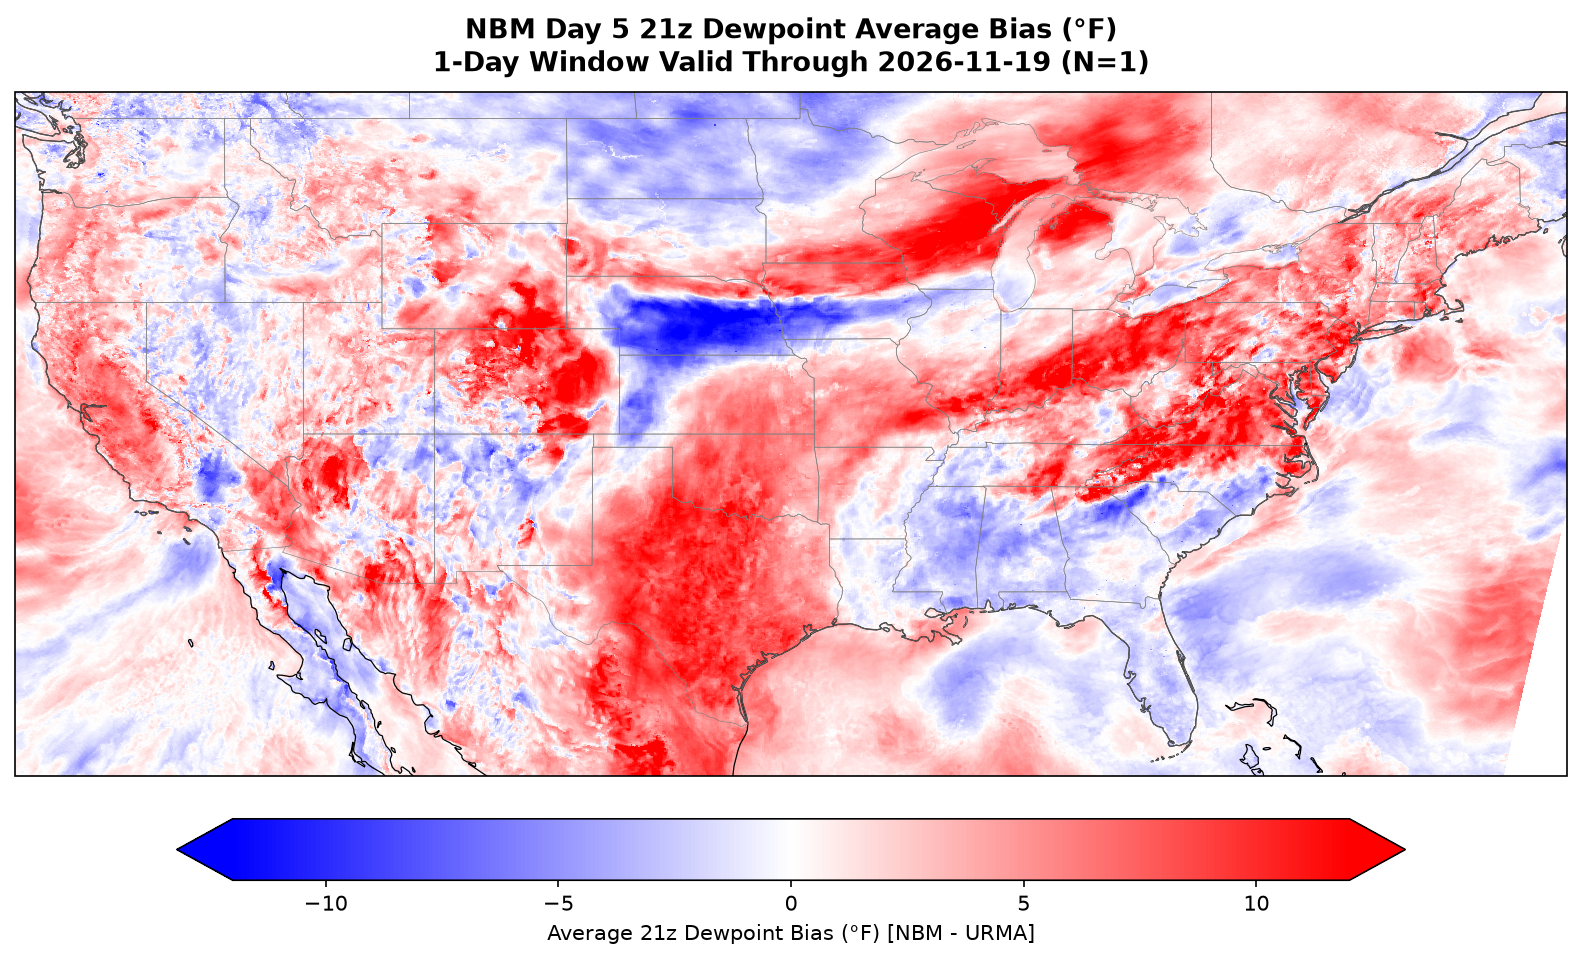 NBM Day 5 21z Dewpoint Average Bias (°F)
1-Day Window Valid Through 2026-11-19 (N=1)
−10
−5
0
5
10
Average 21z Dewpoint Bias (°F) [NBM - URMA]